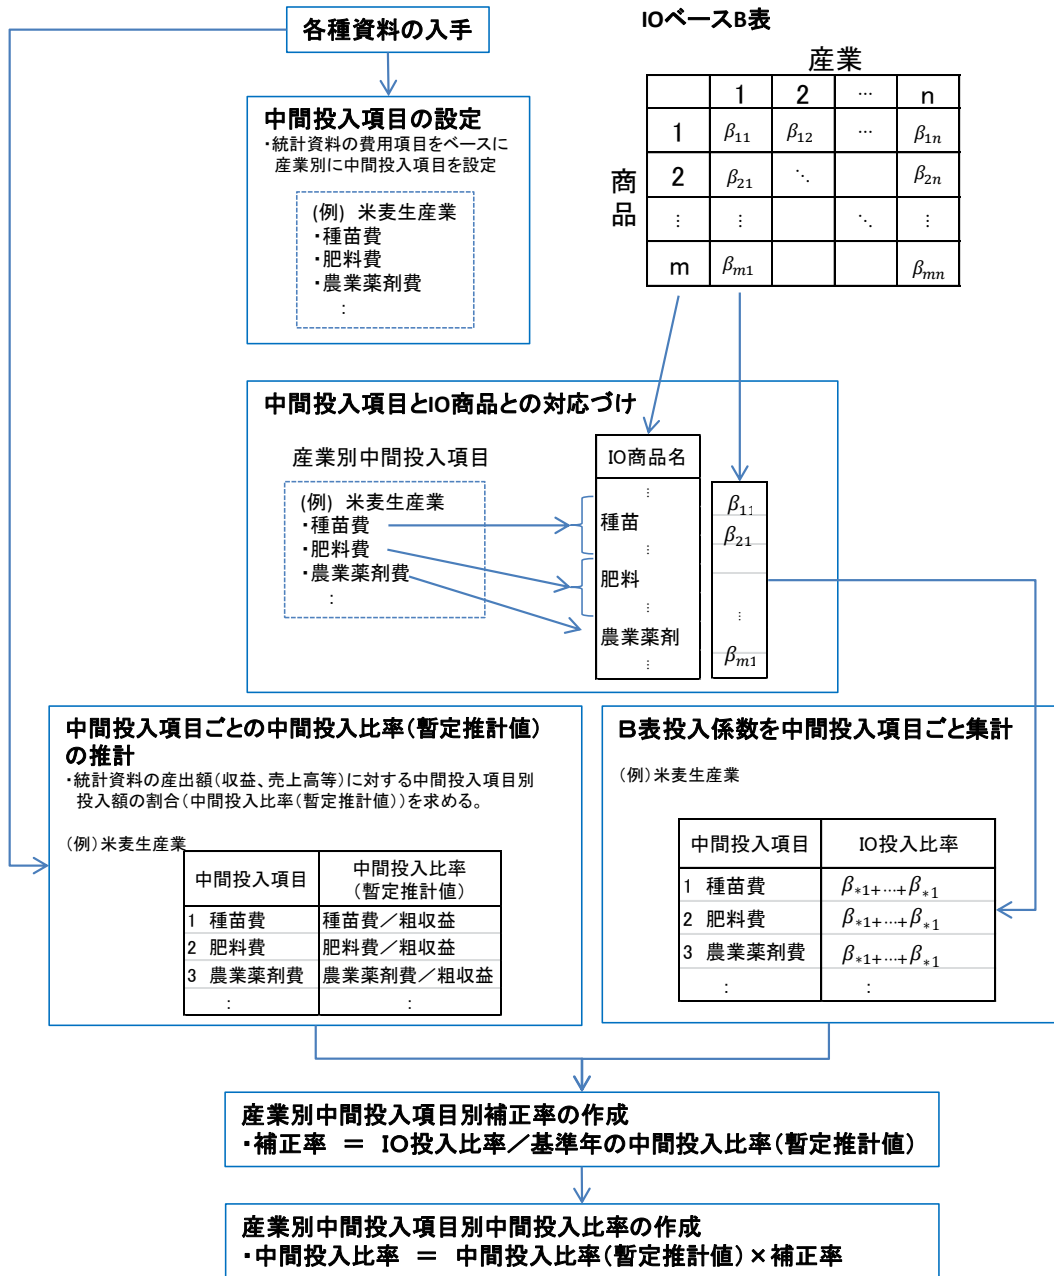 各種資料の入手
中間投入項目の設定
・統計資料の費用項目をベースに
産業別に中間投入項目を設定
(例) 米麦生産業
・種苗費
・肥料費
・農業薬剤費
:
IOベースB表
産業
1 2 … n
商品
1 β11 β12 … β1n
2 β21 ⋱ β2n
⋮ ⋮ ⋱ ⋮
m βm1 βmn
中間投入項目とIO商品との対応づけ
産業別中間投入項目
(例) 米麦生産業
・種苗費
・肥料費
・農業薬剤費
:
IO商品名
⋮
種苗
⋮
肥料
⋮
農業薬剤
⋮
β11
β21
⋮
βm1
中間投入項目ごとの中間投入比率(暫定推計値)
の推計
・統計資料の産出額(収益、売上高等)に対する中間投入項目別
投入額の割合(中間投入比率(暫定推計値))を求める。
(例)米麦生産業
中間投入項目 中間投入比率
(暫定推計値)
1 種苗費 種苗費/粗収益
2 肥料費 肥料費/粗収益
3 農業薬剤費 農業薬剤費/粗収益
: :
B表投入係数を中間投入項目ごと集計
(例)米麦生産業
中間投入項目 IO投入比率
1 種苗費 β*1+…+β*1
2 肥料費 β*1+…+β*1
3 農業薬剤費 β*1+…+β*1
: :
産業別中間投入項目別補正率の作成
・補正率 = IO投入比率/基準年の中間投入比率(暫定推計値)
産業別中間投入項目別中間投入比率の作成
・中間投入比率 = 中間投入比率(暫定推計値)×補正率